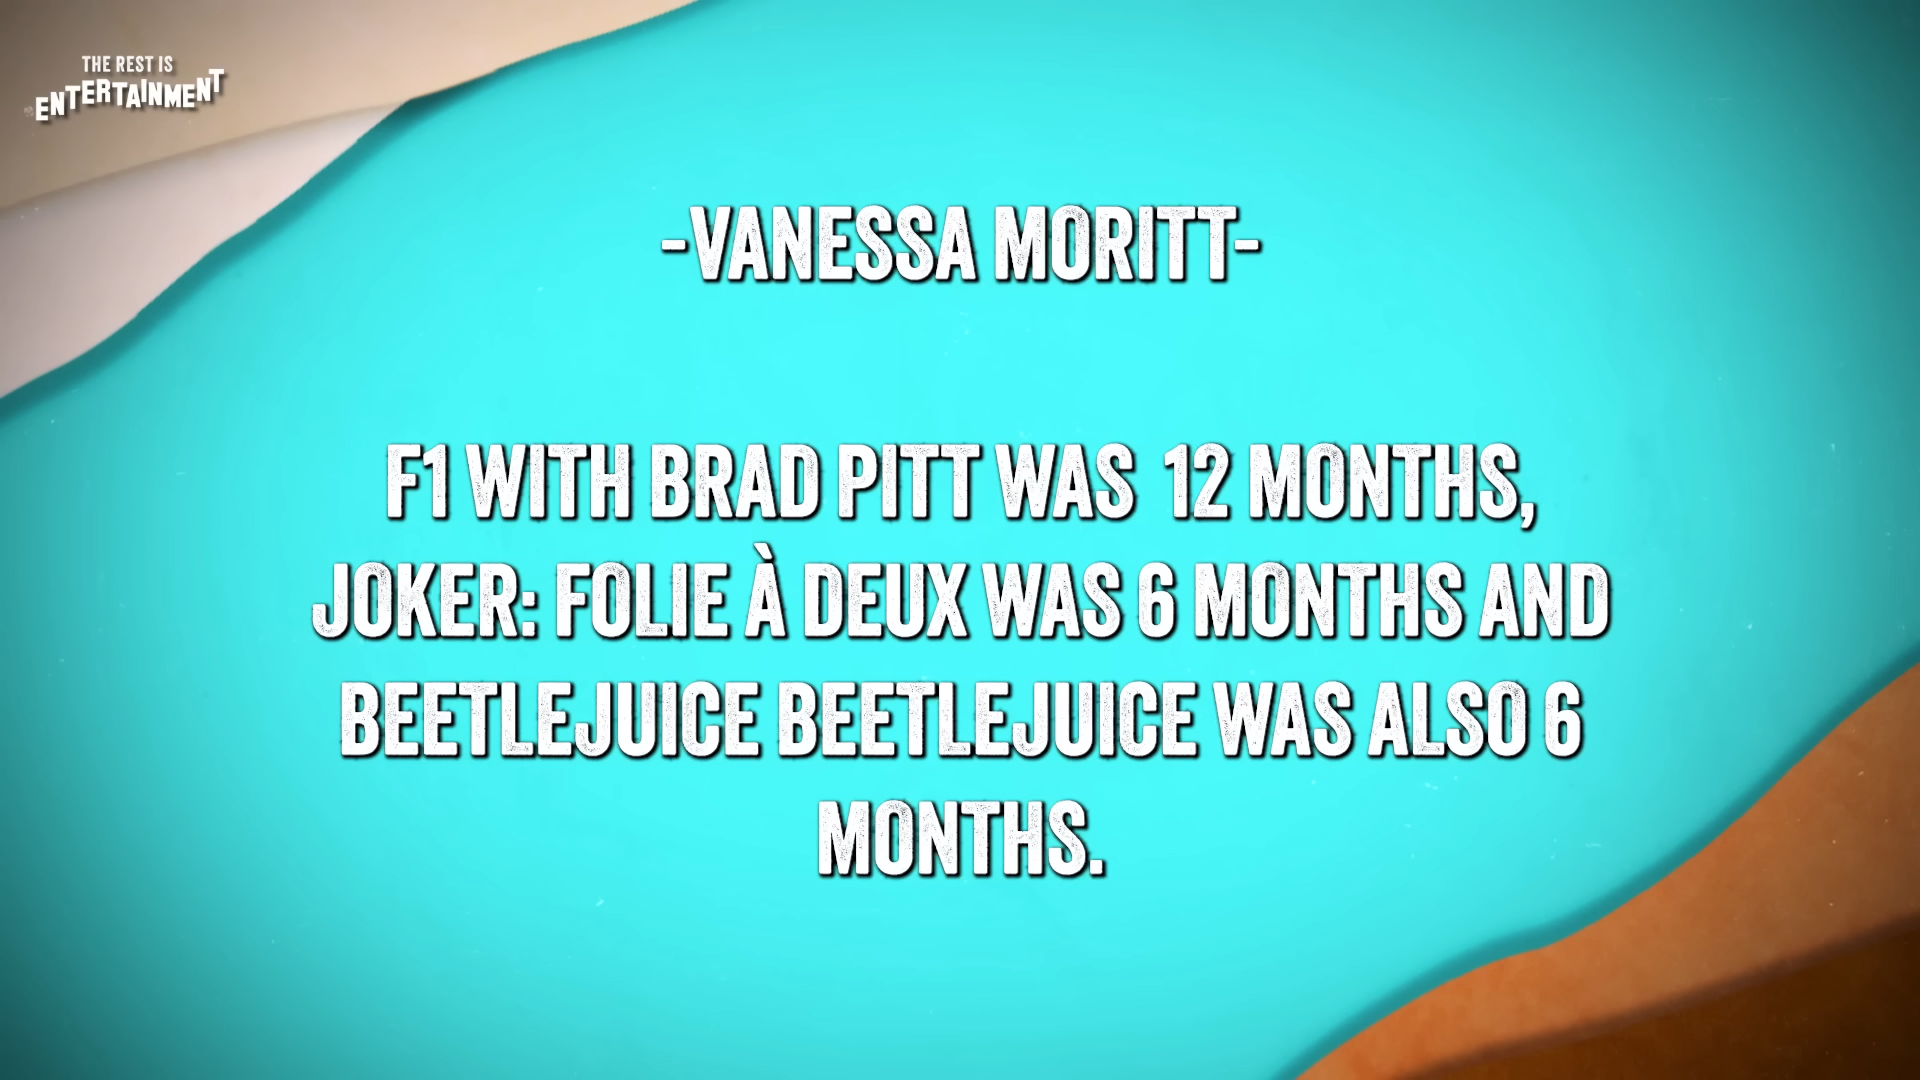 THE REST IS
ENTERTAINMENT
-VANESSA MORITT-
F1 WITH BRAD PITT WAS 12 MONTHS,
JOKER: FOLIE À DEUX WAS 6 MONTHS AND
BEETLEJUICE BEETLEJUICE WAS ALSO 6
MONTHS.